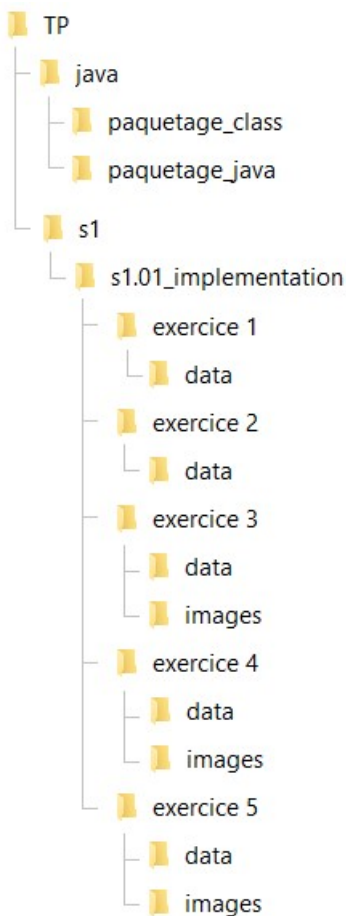 TP
java
paquetage_class
paquetage_java
s1
s1.01_implementation
exercice 1
data
exercice 2
data
exercice 3
data
images
exercice 4
data
images
exercice 5
data
images